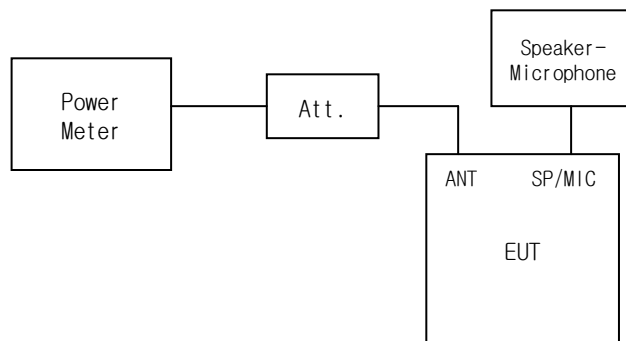 Speaker-
Microphone
Power
Meter
Att.
ANT
SP/MIC
EUT